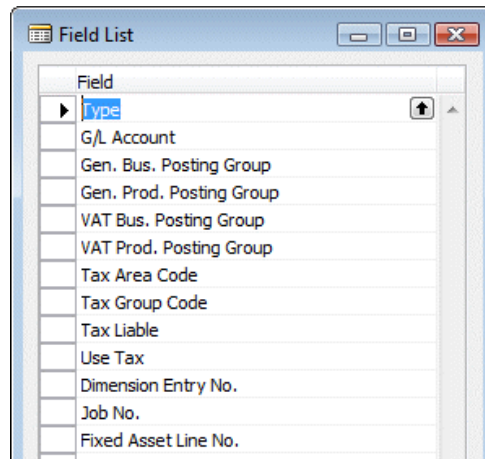 Field List
Field
Type
G/L Account
Gen. Bus. Posting Group
Gen. Prod. Posting Group
VAT Bus. Posting Group
VAT Prod. Posting Group
Tax Area Code
Tax Group Code
Tax Liable
Use Tax
Dimension Entry No.
Job No.
Fixed Asset Line No.